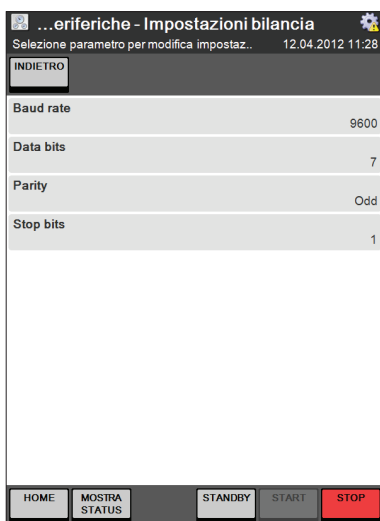 ...eriferiche - Impostazioni bilancia
Selezione parametro per modifica impostaz.. 12.04.2012 11:28
INDIETRO
Baud rate
9600
Data bits
7
Parity
Odd
Stop bits
1
HOME
MOSTRA
STATUS
STANDBY
START
STOP